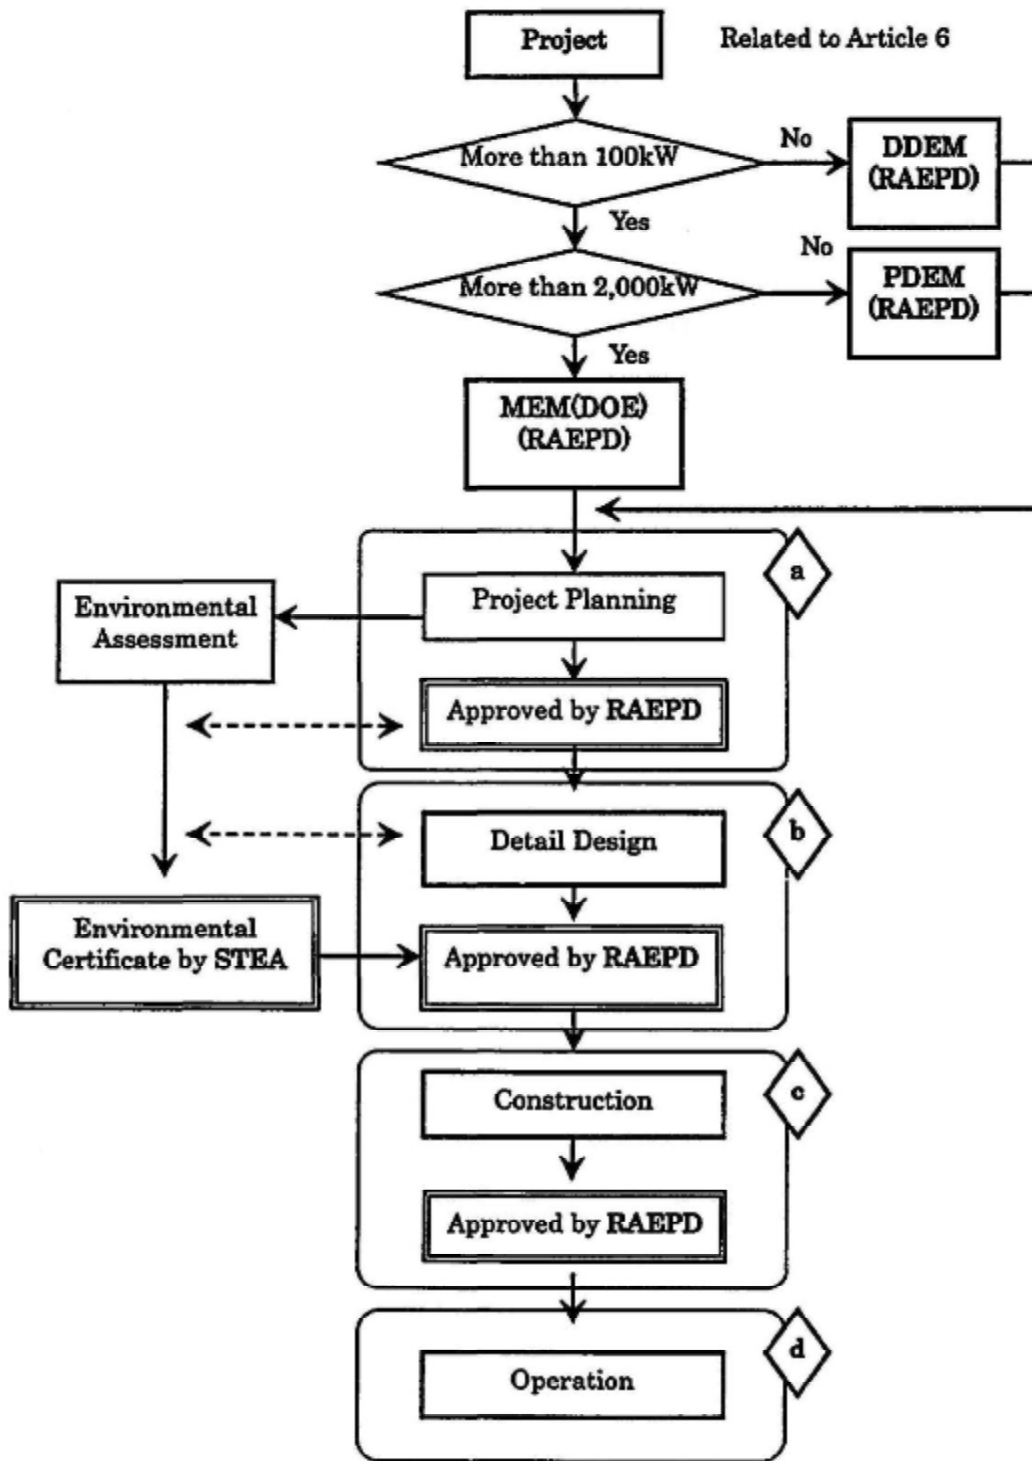 Project
Related to Article 6
More than 100kW
No
DDEM
(RAEPD)
Yes
More than 2,000kW
No
PDEM
(RAEPD)
Yes
MEM(DOE)
(RAEPD)
a
Project Planning
Environmental
Assessment
Approved by RAEPD
b
Detail Design
Environmental
Certificate by STEA
Approved by RAEPD
c
Construction
Approved by RAEPD
d
Operation